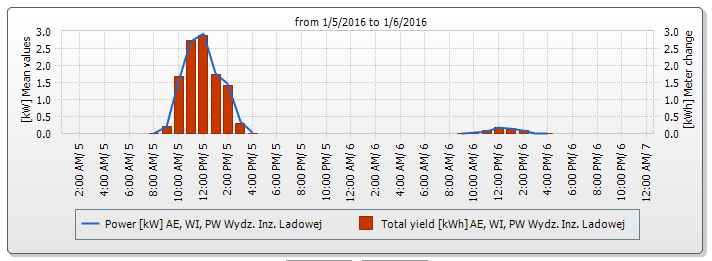 from 1/5/2016 to 1/6/2016
[kW] Mean values
3.0
2.5
2.0
1.5
1.0
0.5
0.0
3.0
2.5
2.0
1.5
1.0
0.5
0.0
[kWh] Meter change
2:00 AM/ 5
4:00 AM/ 5
6:00 AM/ 5
8:00 AM/ 5
10:00 AM/ 5
12:00 PM/ 5
2:00 PM/ 5
4:00 PM/ 5
6:00 PM/ 5
8:00 PM/ 5
10:00 PM/ 5
12:00 AM/ 6
2:00 AM/ 6
4:00 AM/ 6
6:00 AM/ 6
8:00 AM/ 6
10:00 AM/ 6
12:00 PM/ 6
2:00 PM/ 6
4:00 PM/ 6
6:00 PM/ 6
8:00 PM/ 6
10:00 PM/ 6
12:00 AM/ 7
Power [kW] AE, WI, PW Wydz. Inz. Ladowej
Total yield [kWh] AE, WI, PW Wydz. Inz. Ladowej